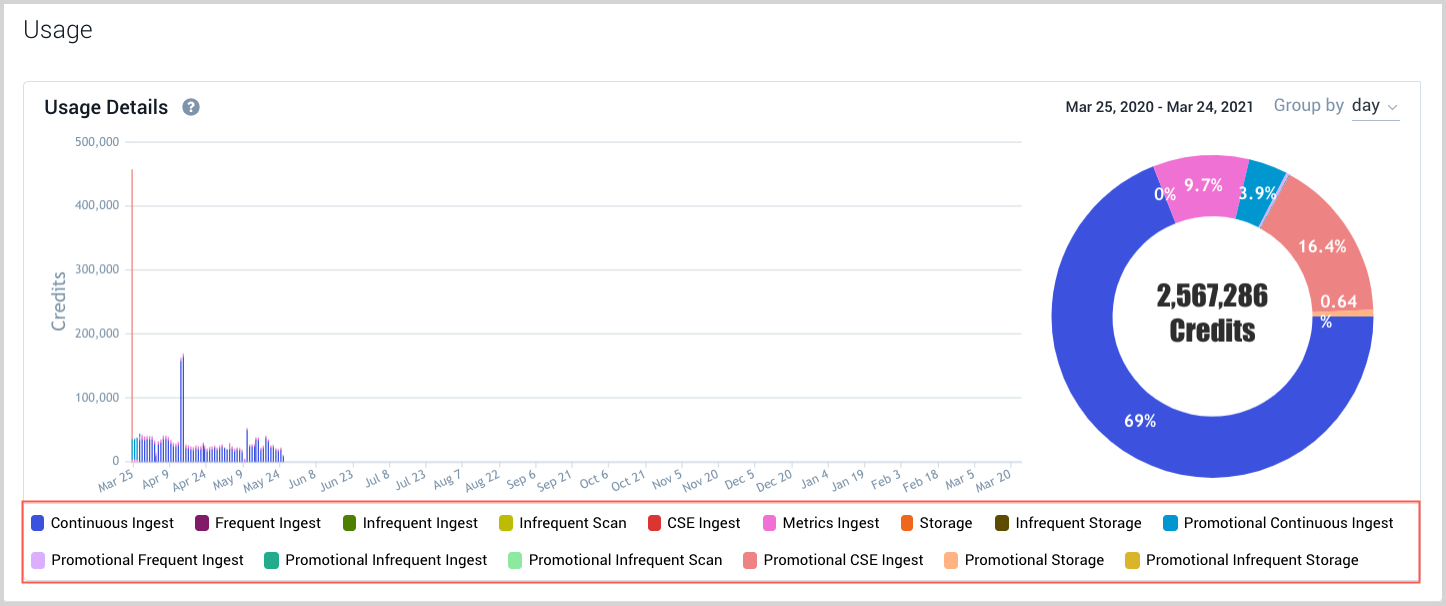 Usage
Usage Details ?
Mar 25, 2020 - Mar 24, 2021 Group by day
500,000
400,000
300,000
200,000
100,000
0
Credits
Mar 25 Apr 9 Apr 24 May 9 May 24 Jun 8 Jun 23 Jul 8 Jul 23 Aug 7 Aug 22 Sep 6 Sep 21 Oct 6 Oct 21 Nov 5 Nov 20 Dec 5 Dec 20 Jan 4 Jan 19 Feb 3 Feb 18 Mar 5 Mar 20
0% 9.7% 3.9%
16.4%
0.64
%
2,567,286
Credits
69%
Continuous Ingest Frequent Ingest Infrequent Ingest Infrequent Scan CSE Ingest Metrics Ingest Storage Infrequent Storage Promotional Continuous Ingest
Promotional Frequent Ingest Promotional Infrequent Ingest Promotional Infrequent Scan Promotional CSE Ingest Promotional Storage Promotional Infrequent Storage